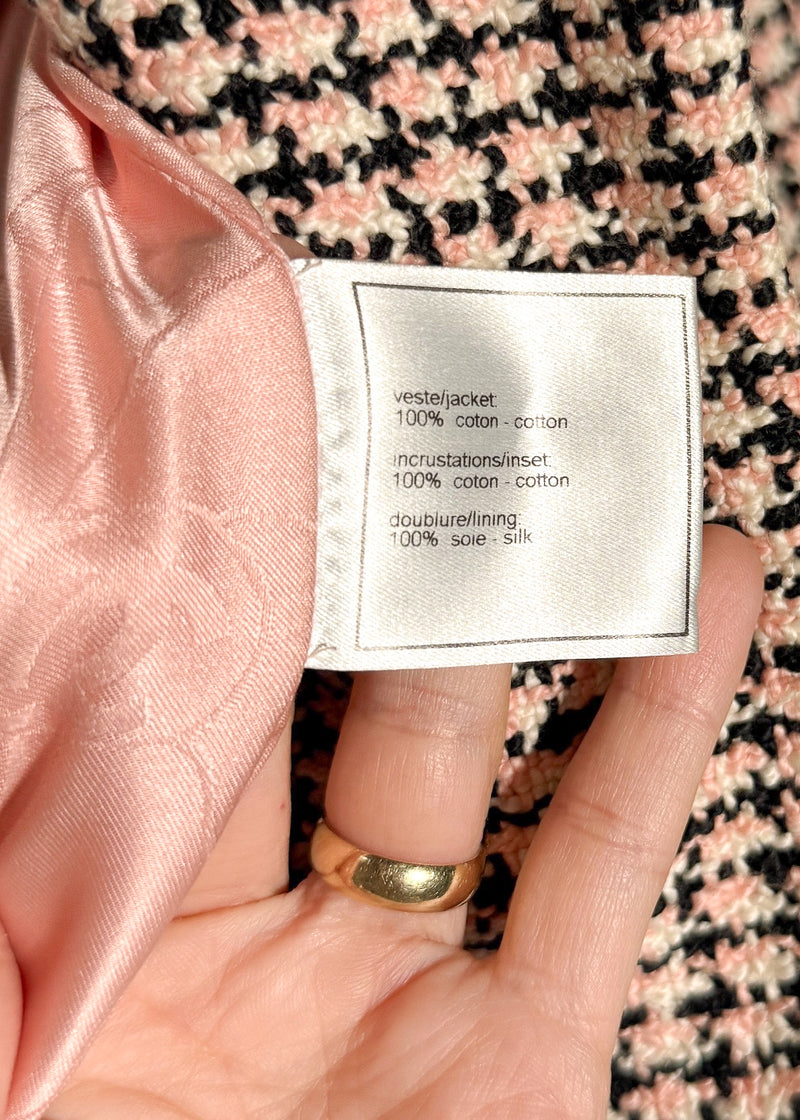 veste/jacket:
100% coton - cotton
incrustations/inset:
100% coton - cotton
doublure/lining:
100% soie - silk